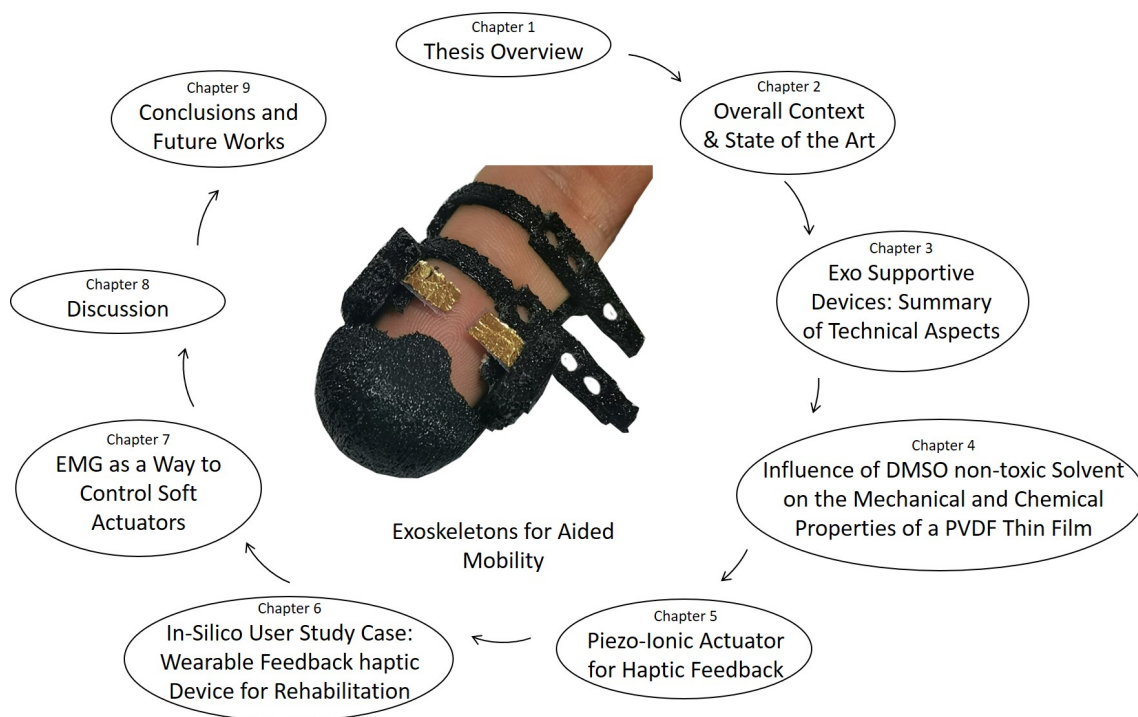 Chapter 1
Thesis Overview
Chapter 2
Overall Context
& State of the Art
Chapter 3
Exo Supportive
Devices: Summary
of Technical Aspects
Chapter 4
Influence of DMSO non-toxic Solvent
on the Mechanical and Chemical
Properties of a PVDF Thin Film
Chapter 5
Piezo-Ionic Actuator
for Haptic Feedback
Chapter 6
In-Silico User Study Case:
Wearable Feedback haptic
Device for Rehabilitation
Chapter 7
EMG as a Way to
Control Soft
Actuators
Chapter 8
Discussion
Chapter 9
Conclusions and
Future Works
Exoskeletons for Aided
Mobility